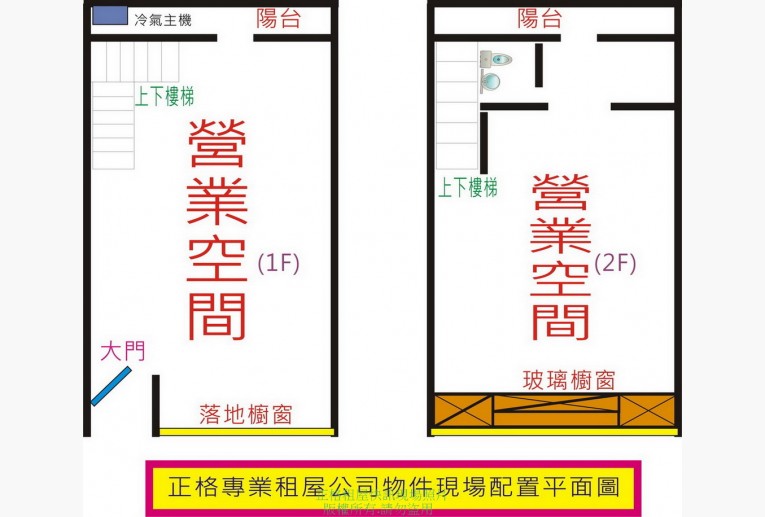 冷氣主機 陽台
上下樓梯
營業空間
(1F)
大門
落地櫥窗
陽台
上下樓梯
營業空間
(2F)
玻璃櫥窗
正格專業租屋公司物件現場配置平面圖
版權所有.請勿盜用